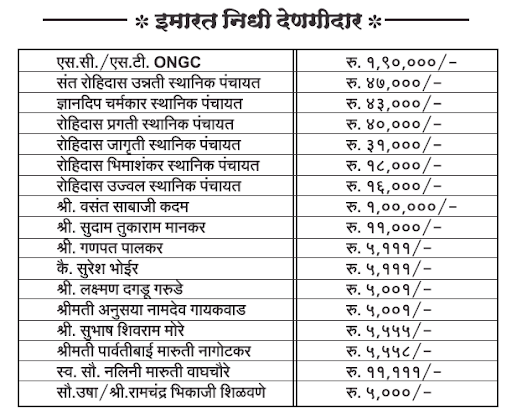 इमारत निधी देणगीदार
एस.सी./एस.टी. ONGC रु. १,९०,०००/-
संत रोहिदास उन्नती स्थानिक पंचायत रु. ४७,०००/-
ज्ञानदिप चर्मकार स्थानिक पंचायत रु. ४३,०००/-
रोहिदास प्रगती स्थानिक पंचायत रु. ४०,०००/-
रोहिदास जागृती स्थानिक पंचायत रु. ३१,०००/-
रोहिदास भिमाशंकर स्थानिक पंचायत रु. १८,०००/-
रोहिदास उज्वल स्थानिक पंचायत रु. १६,०००/-
श्री. वसंत साबाजी कदम रु. १,००,०००/-
श्री. सुदाम तुकाराम मानकर रु. ११,०००/-
श्री. गणपत पालकर रु. ५,१११/-
कै. सुरेश भोईर रु. ५,१११/-
श्री. लक्ष्मण दगडू गरुडे रु. ५,००१/-
श्रीमती अनुसया नामदेव गायकवाड रु. ५,००१/-
श्री. सुभाष शिवराम मोरे रु. ५,५५५/-
श्रीमती पार्वतीबाई मारुती नागोटकर रु. ५,५५८/-
स्व. सौ. नलिनी मारुती वाघचौरे रु. ११,१११/-
सौ.उषा/श्री.रामचंद्र भिकाजी शिळवणे रु. ५,०००/-